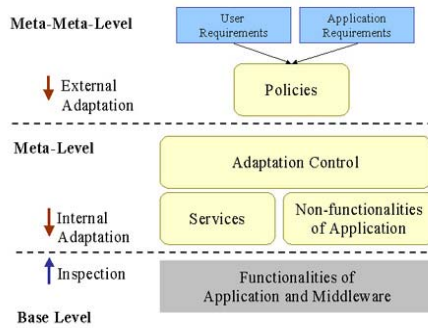 Meta-Meta-Level
User
Requirements
Application
Requirements
External
Adaptation
Policies
Meta-Level
Adaptation Control
Internal
Adaptation
Services
Non-functionalities
of Application
Inspection
Functionalities of
Application and Middleware
Base Level